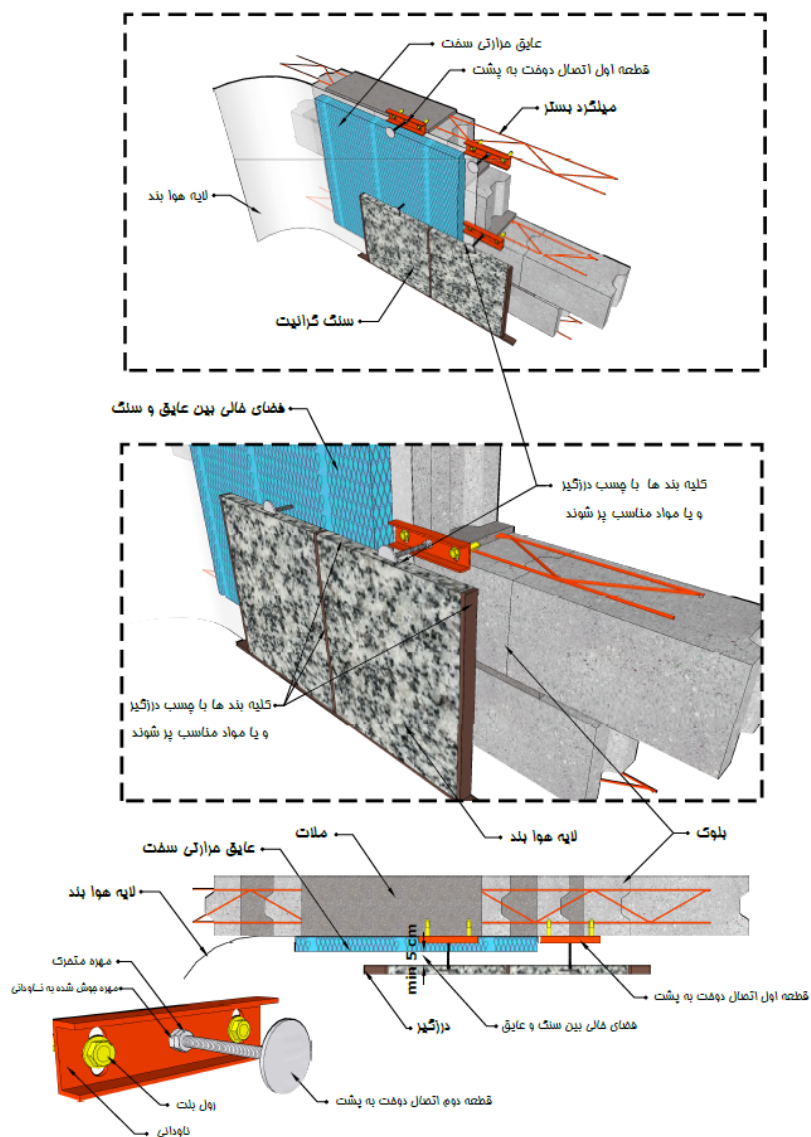 عایق حرارتی سخت
قطعه اول اتصال دوخت به پشت
میلگرد بستر
لایه هوا بند
سنگ گرانیت
فضای خالی بین عایق و سنگ
کلیه بند ها با چسب درزگیر
و یا مواد مناسب پر شوند
کلیه بند ها با چسب درزگیر
و یا مواد مناسب پر شوند
لایه هوا بند
بلوک
ملات
عایق حرارتی سخت
لایه هوا بند
min 5 cm
مهره متحرک
مهره جوش شده به ناودانی
قطعه اول اتصال دوخت به پشت
درزگیر
فضای خالی بین سنگ و عایق
رول بلت
قطعه دوم اتصال دوخت به پشت
ناودانی